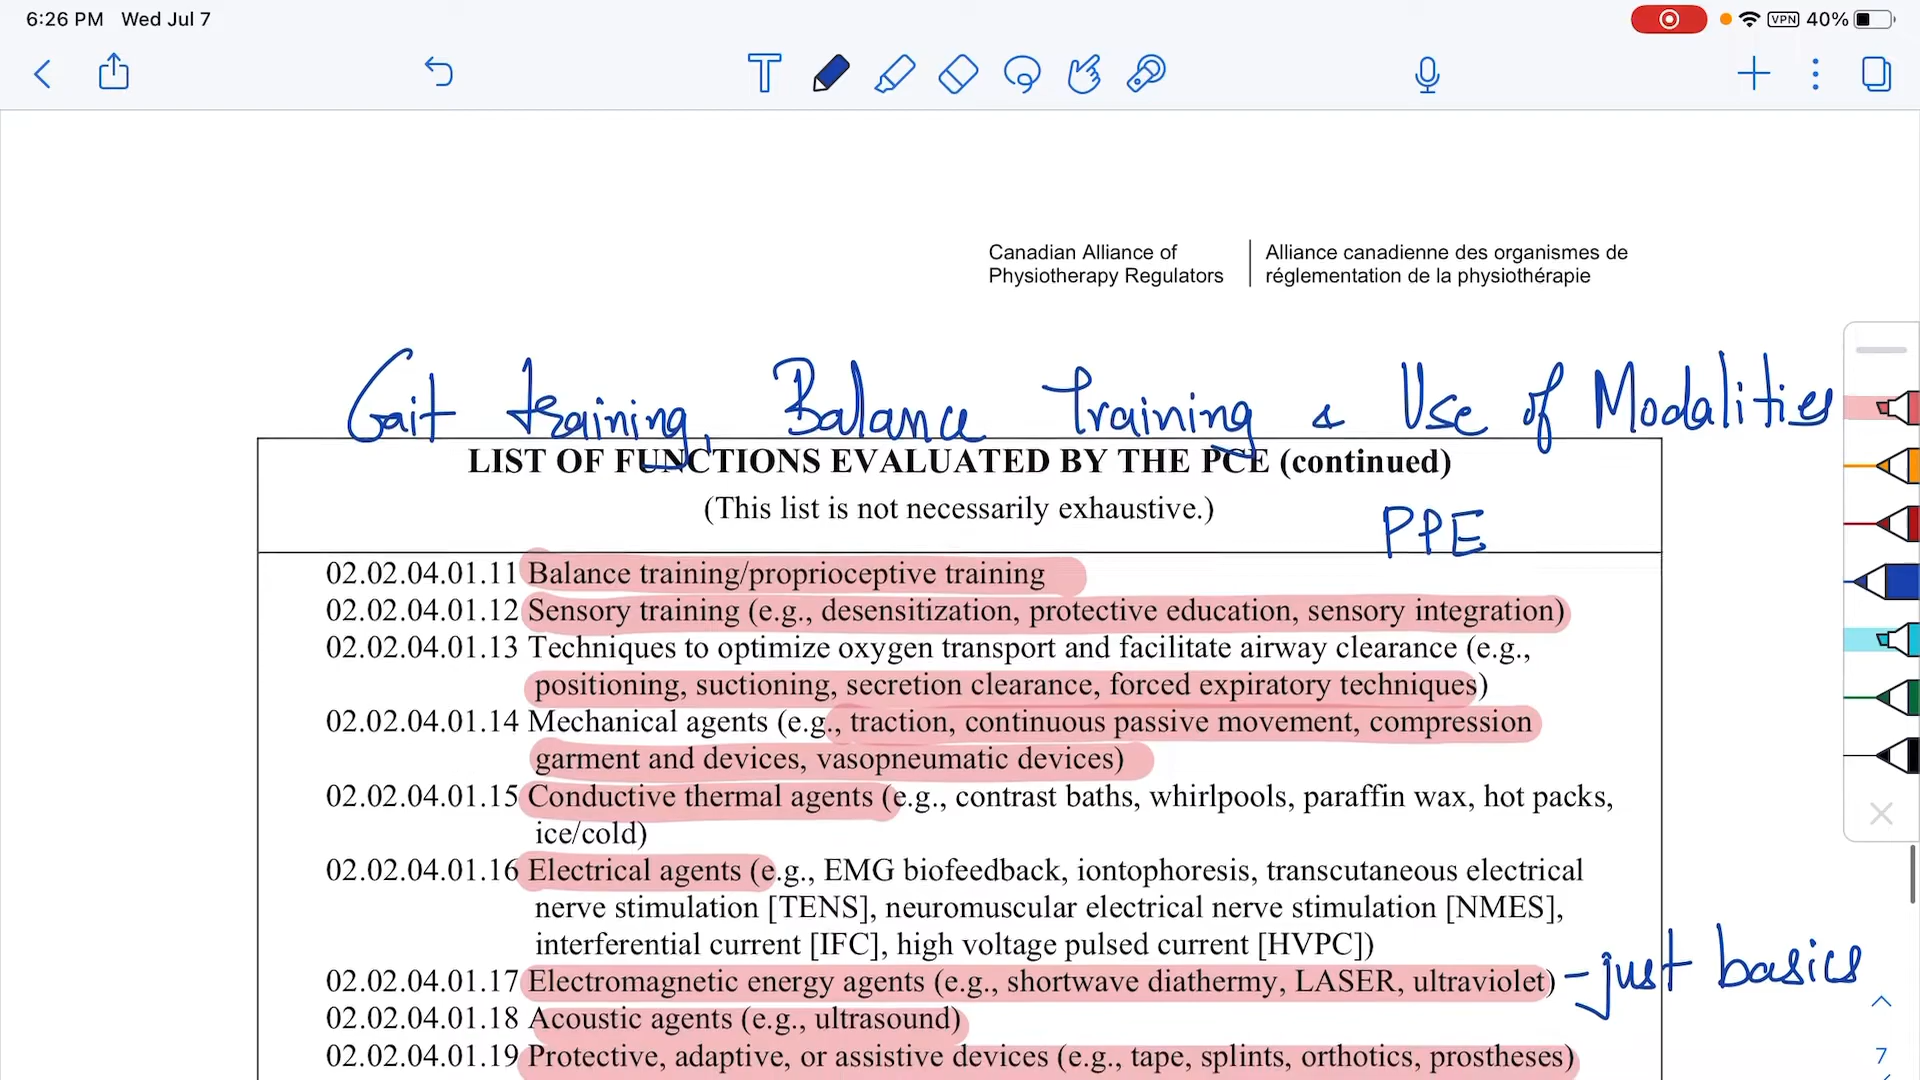 6:26 PM Wed Jul 7
VPN 40%
Canadian Alliance of
Physiotherapy Regulators
Alliance canadienne des organismes de
réglementation de la physiothérapie
Gait training, Balance Training & Use of Modalities
LIST OF FUNCTIONS EVALUATED BY THE PCE (continued)
(This list is not necessarily exhaustive.)
PPE
02.02.04.01.11 Balance training/proprioceptive training
02.02.04.01.12 Sensory training (e.g., desensitization, protective education, sensory integration)
02.02.04.01.13 Techniques to optimize oxygen transport and facilitate airway clearance (e.g.,
positioning, suctioning, secretion clearance, forced expiratory techniques)
02.02.04.01.14 Mechanical agents (e.g., traction, continuous passive movement, compression
garment and devices, vasopneumatic devices)
02.02.04.01.15 Conductive thermal agents (e.g., contrast baths, whirlpools, paraffin wax, hot packs,
ice/cold)
02.02.04.01.16 Electrical agents (e.g., EMG biofeedback, iontophoresis, transcutaneous electrical
nerve stimulation [TENS], neuromuscular electrical nerve stimulation [NMES],
interferential current [IFC], high voltage pulsed current [HVPC])
02.02.04.01.17 Electromagnetic energy agents (e.g., shortwave diathermy, LASER, ultraviolet) - just basics
02.02.04.01.18 Acoustic agents (e.g., ultrasound)
02.02.04.01.19 Protective, adaptive, or assistive devices (e.g., tape, splints, orthotics, prostheses)
7